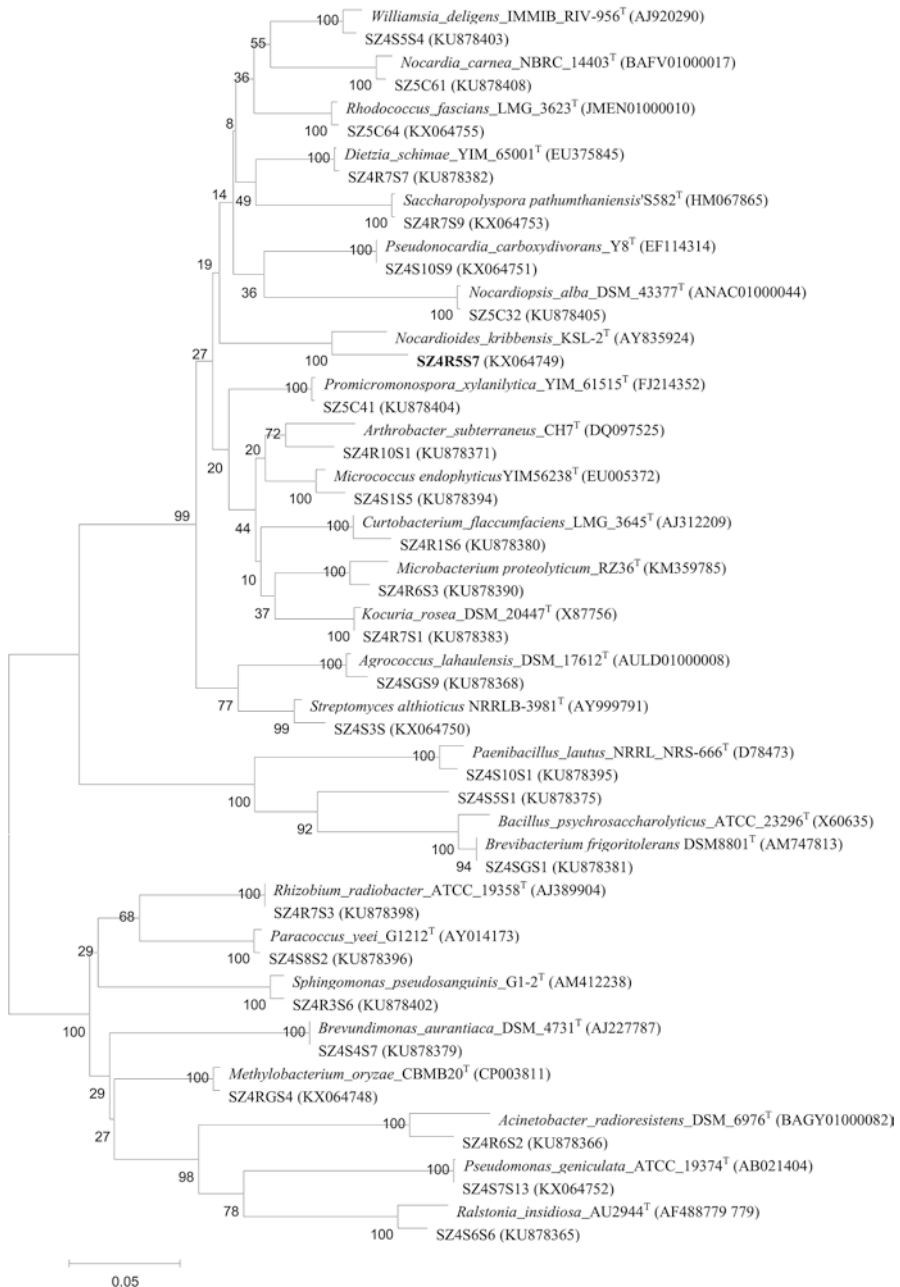 100 Williamsia_deligens_IMMIB_RIV-956T (AJ920290)
55 SZ4S5S4 (KU878403)
Nocardia_carnea_NBRC_14403T (BAFV01000017)
36 100 SZ5C61 (KU878408)
Rhodococcus_fascians_LMG_3623T (JMEN01000010)
8 100 SZ5C64 (KX064755)
100 Dietzia_schimae_YIM_65001T (EU375845)
SZ4R7S7 (KU878382)
14 49 Saccharopolyspora pathumthaniensis'S582T (HM067865)
100 SZ4R7S9 (KX064753)
100 Pseudonocardia_carboxydivorans_Y8T (EF114314)
19 SZ4S10S9 (KX064751)
36 Nocardiopsis_alba_DSM_43377T (ANAC01000044)
100 SZ5C32 (KU878405)
Nocardioides_kribbensis_KSL-2T (AY835924)
27 100 SZ4R5S7 (KX064749)
100 Promicromonospora_xylanilytica_YIM_61515T (FJ214352)
SZ5C41 (KU878404)
72 Arthrobacter_subterraneus_CH7T (DQ097525)
20 SZ4R10S1 (KU878371)
20 Micrococcus endophyticusYIM56238T (EU005372)
100 SZ4S1S5 (KU878394)
99 44 100 Curtobacterium_flaccumfaciens_LMG_3645T (AJ312209)
SZ4R1S6 (KU878380)
100 Microbacterium proteolyticum_RZ36T (KM359785)
10 SZ4R6S3 (KU878390)
37 Kocuria_rosea_DSM_20447T (X87756)
100 SZ4R7S1 (KU878383)
100 Agrococcus_lahaulensis_DSM_17612T (AULD01000008)
SZ4SGS9 (KU878368)
77 Streptomyces althioticus NRRLB-3981T (AY999791)
99 SZ4S3S (KX064750)
100 Paenibacillus_lautus_NRRL_NRS-666T (D78473)
SZ4S10S1 (KU878395)
100 SZ4S5S1 (KU878375)
92 Bacillus_psychrosaccharolyticus_ATCC_23296T (X60635)
100 Brevibacterium frigoritolerans DSM8801T (AM747813)
94 SZ4SGS1 (KU878381)
100 Rhizobium_radiobacter_ATCC_19358T (AJ389904)
68 SZ4R7S3 (KU878398)
Paracoccus_yeei_G1212T (AY014173)
29 100 SZ4S8S2 (KU878396)
Sphingomonas_pseudosanguinis_G1-2T (AM412238)
100 SZ4R3S6 (KU878402)
100 100 Brevundimonas_aurantiaca_DSM_4731T (AJ227787)
SZ4S4S7 (KU878379)
29 100 Methylobacterium_oryzae_CBMB20T (CP003811)
SZ4RGS4 (KX064748)
27 100 Acinetobacter_radioresistens_DSM_6976T (BAGY01000082)
SZ4R6S2 (KU878366)
98 100 Pseudomonas_geniculata_ATCC_19374T (AB021404)
SZ4S7S13 (KX064752)
78 Ralstonia_insidiosa_AU2944T (AF488779 779)
100 SZ4S6S6 (KU878365)
0.05